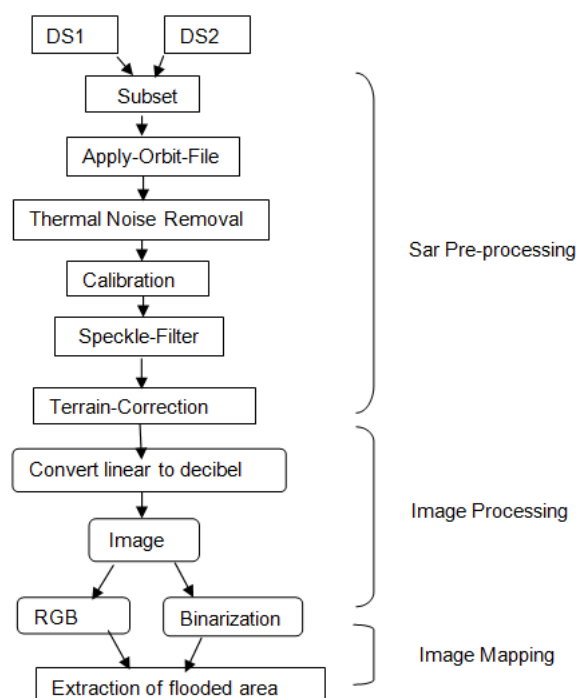 DS1
DS2
Subset
Apply-Orbit-File
Thermal Noise Removal
Calibration
Speckle-Filter
Terrain-Correction
Sar Pre-processing
Convert linear to decibel
Image
RGB
Binarization
Image Processing
Extraction of flooded area
Image Mapping